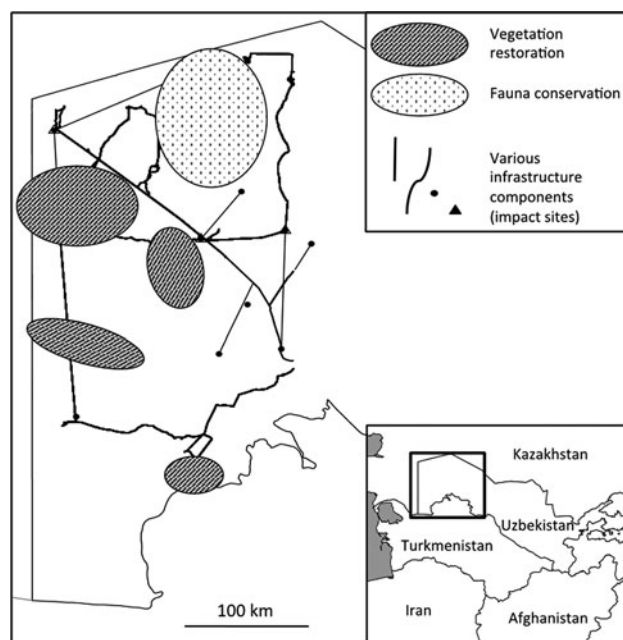 Vegetation
restoration
Fauna conservation
Various
infrastructure
components
(impact sites)
100 km
Kazakhstan
Uzbekistan
Turkmenistan
Iran
Afghanistan